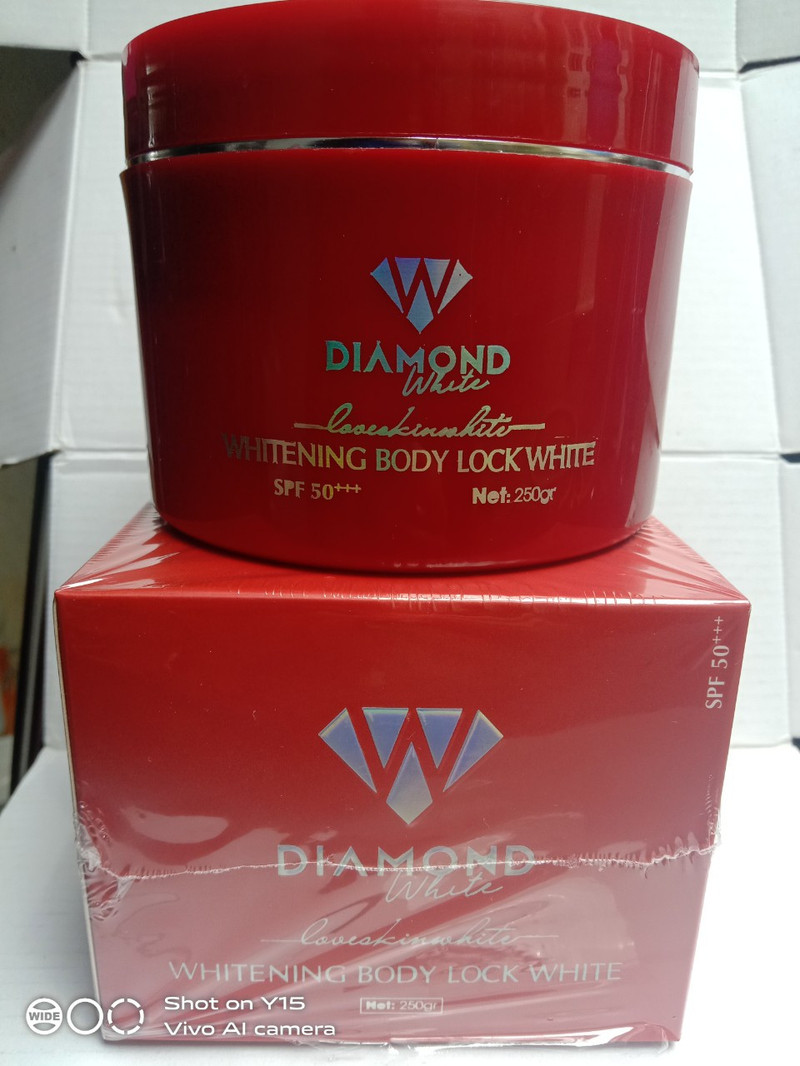 W
DIAMOND
White
loveskinwhite
WHITENING BODY LOCK WHITE
SPF 50+++ Net: 250gr
SPF 50+++
W
DIAMOND
White
loveskinwhite
WHITENING BODY LOCK WHITE
Net: 250gr
WIDE
Shot on Y15
Vivo AI camera